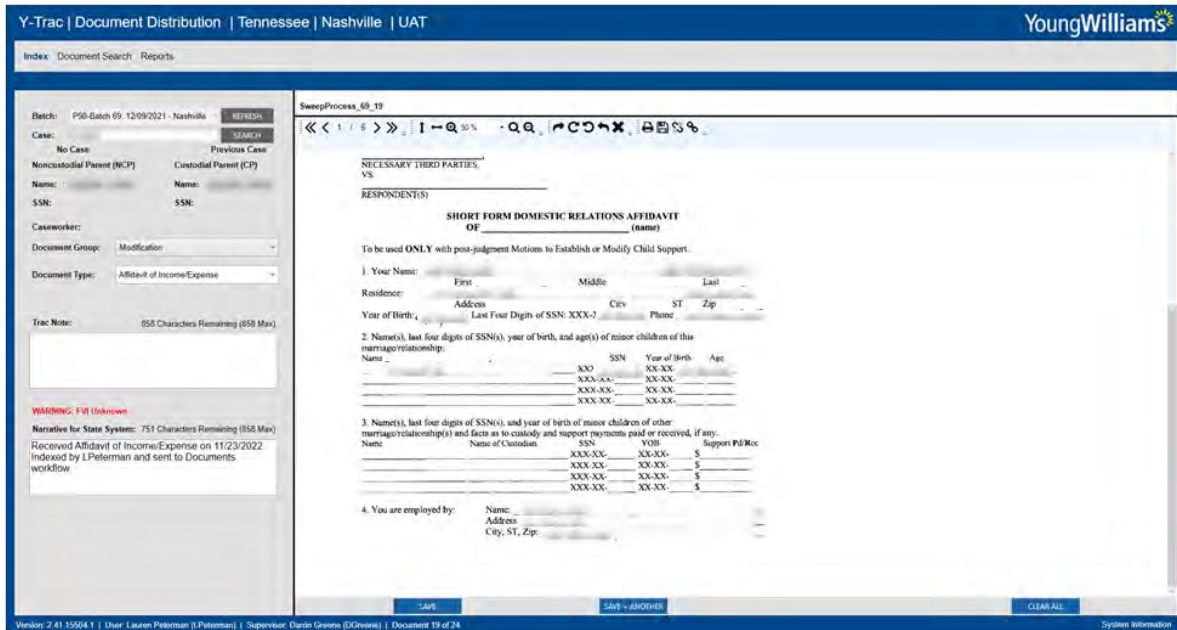 Y-Trac | Document Distribution | Tennessee | Nashville | UAT
YoungWilliams
Index Document Search Reports
Batch: P50-Batch 69: 12/09/2021 - Nashville REFRESH
Case: SEARCH
No Case Previous Case
Noncustodial Parent (NCP) Custodial Parent (CP)
Name: Name:
SSN: SSN:
Caseworker:
Document Group: Modification
Document Type: Affidavit of Income/Expense
Trac Note: 858 Characters Remaining (858 Max)
WARNING: FVI Unknown
Narrative for State System: 751 Characters Remaining (858 Max)
Received Affidavit of Income/Expense on 11/23/2022
Indexed by LPeterman and sent to Documents
workflow
SweepProcess_69_19
1 / 6 50 %
NECESSARY THIRD PARTIES,
VS.
RESPONDENT(S)
SHORT FORM DOMESTIC RELATIONS AFFIDAVIT
OF (name)
To be used ONLY with post-judgment Motions to Establish or Modify Child Support.
1. Your Name:
First Middle Last
Residence:
Address City ST Zip
Year of Birth: Last Four Digits of SSN: XXX- Phone
2. Name(s), last four digits of SSN(s), year of birth, and age(s) of minor children of this
marriage/relationship:
Name SSN Year of Birth Age
XX-XX-
XXX-XX- XX-XX-
XXX-XX- XX-XX-
XXX-XX- XX-XX-
3. Name(s), last four digits of SSN(s), and year of birth of minor children of other
marriage/relationship(s) and facts as to custody and support payments paid or received, if any.
Name Name of Custodian SSN YOB Support Pd/Rec
XXX-XX- XX-XX- $
XXX-XX- XX-XX- $
XXX-XX- XX-XX- $
XXX-XX- XX-XX- $
4. You are employed by: Name:
Address
City, ST, Zip:
SAVE SAVE + ANOTHER CLEAR ALL
Version: 2.41.15504.1 | User: Lauren Peterman (LPeterman) | Supervisor: Darrin Greene (DGreene) | Document 19 of 24 System Information